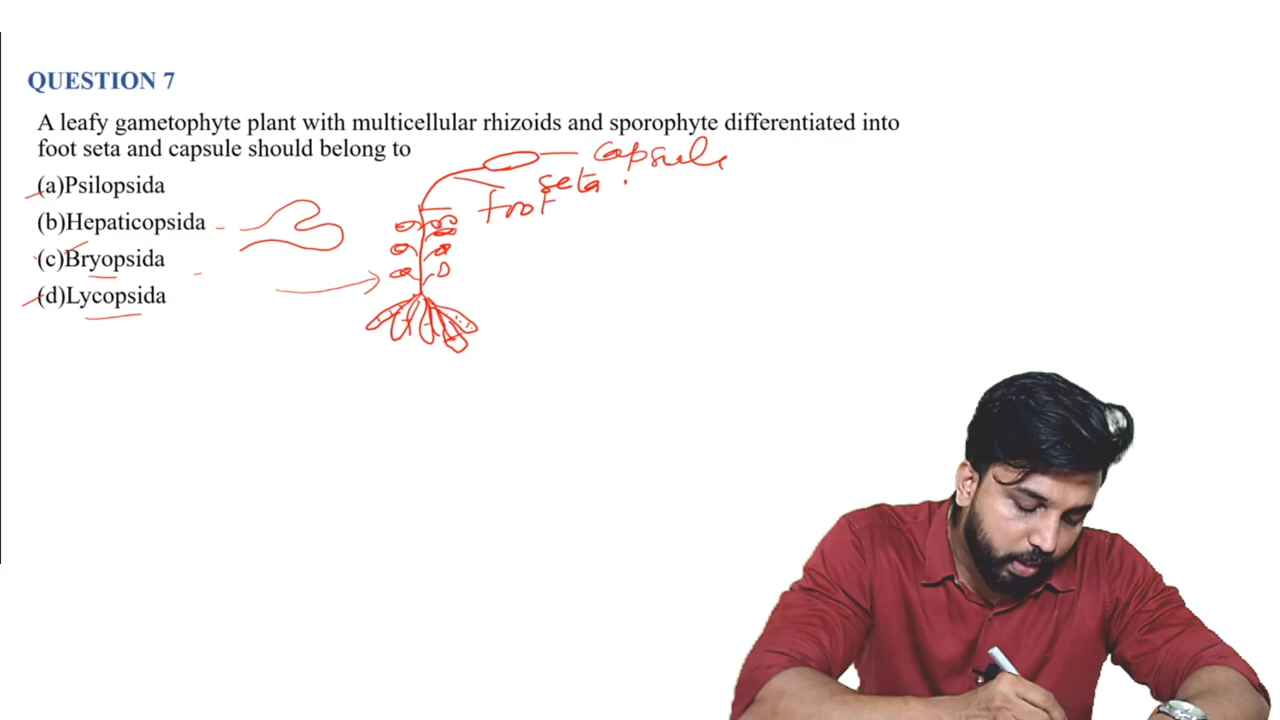 QUESTION 7
A leafy gametophyte plant with multicellular rhizoids and sporophyte differentiated into
foot seta and capsule should belong to
capsule
(a)Psilopsida
seta
foot
(b)Hepaticopsida
(c)Bryopsida
(d)Lycopsida